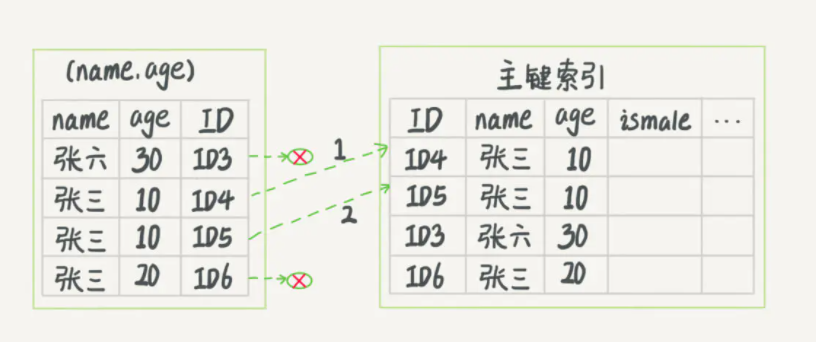 (name.age)
name age ID
张六 30 ID3
张三 10 ID4
张三 10 ID5
张三 20 ID6
1
2
主键索引
ID name age ismale ...
ID4 张三 10
ID5 张三 10
ID3 张六 30
ID6 张三 20